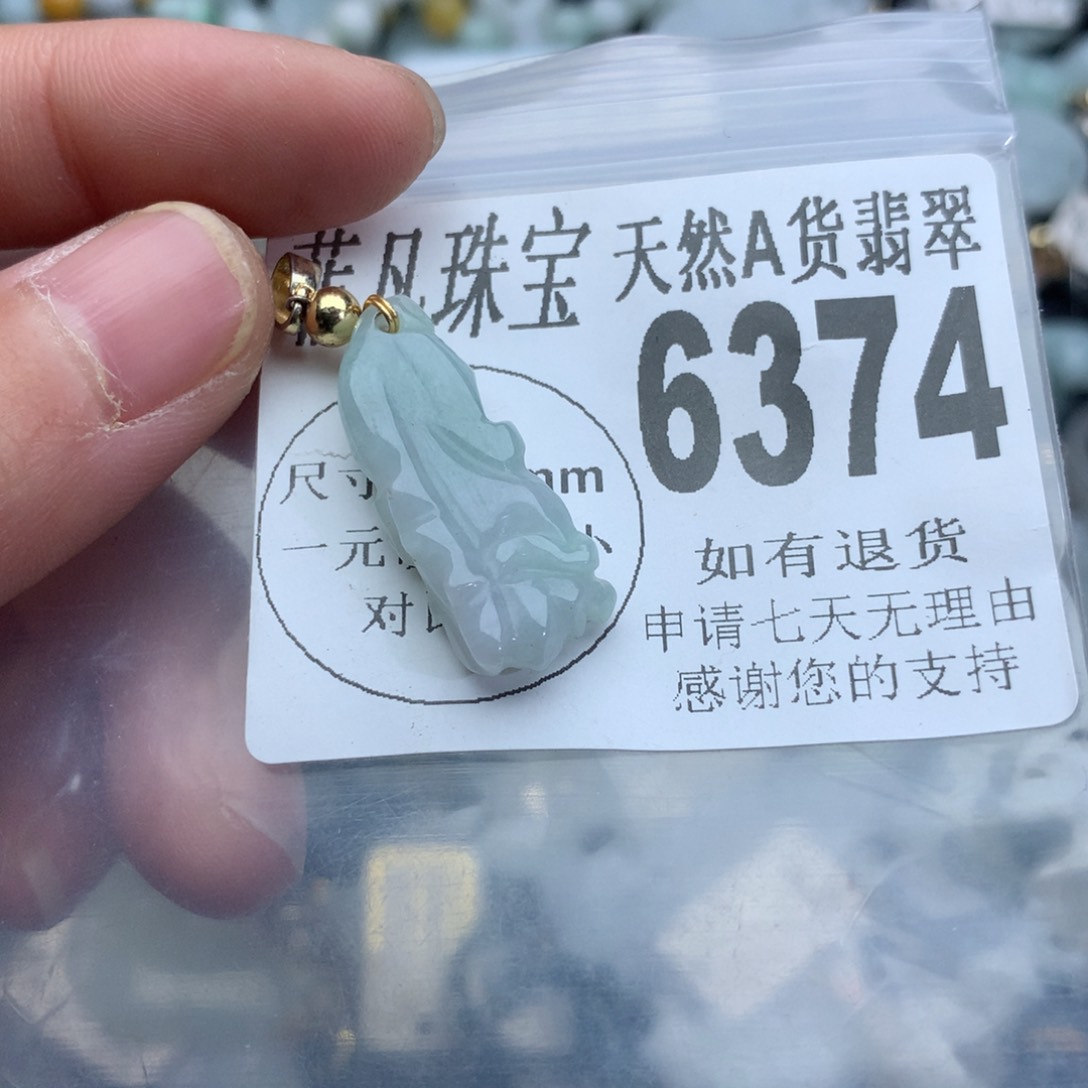 凡珠宝 天然A货翡翠
6374
尺寸 mm
一元 小
对
如有退货
申请七天无理由
感谢您的支持